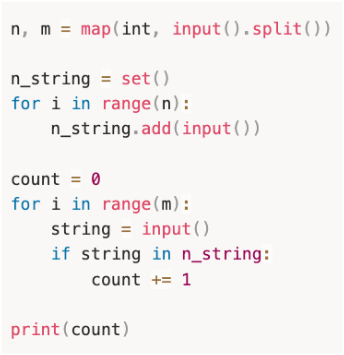 n, m = map(int, input().split())
n_string = set()
for i in range(n):
    n_string.add(input())
count = 0
for i in range(m):
    string = input()
    if string in n_string:
        count += 1
print(count)